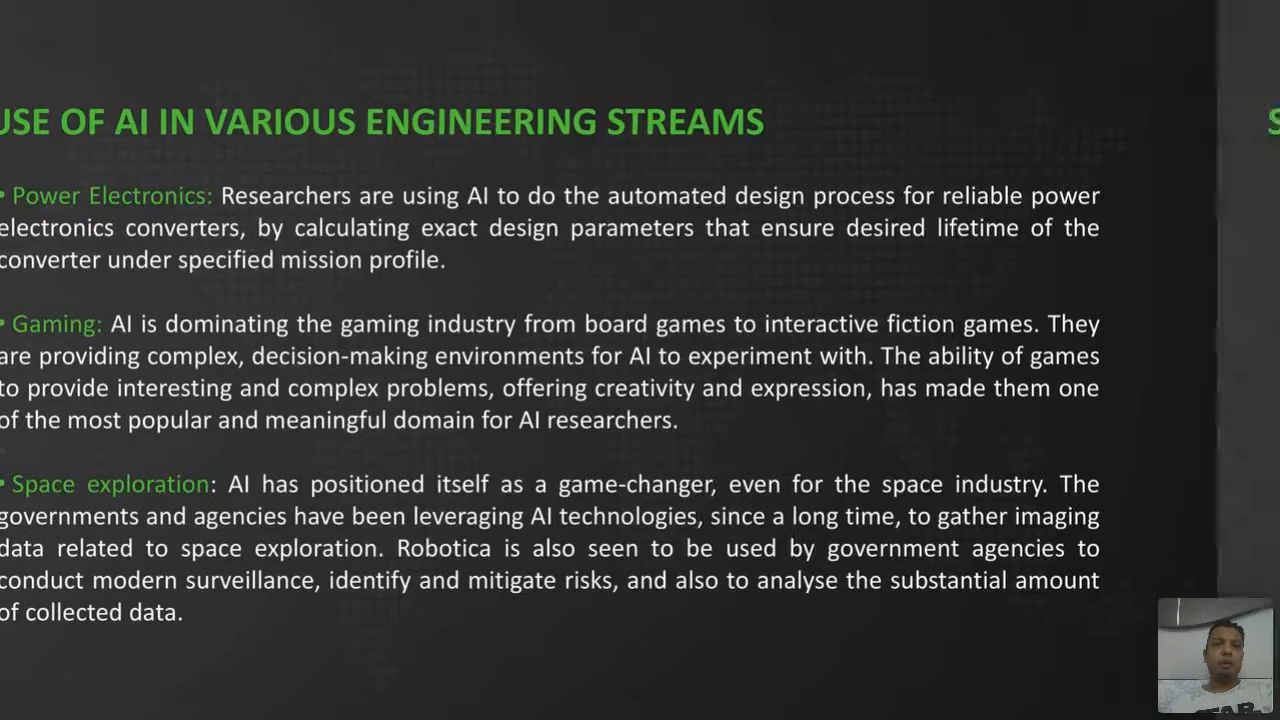 USE OF AI IN VARIOUS ENGINEERING STREAMS
S
• Power Electronics: Researchers are using AI to do the automated design process for reliable power
electronics converters, by calculating exact design parameters that ensure desired lifetime of the
converter under specified mission profile.
• Gaming: AI is dominating the gaming industry from board games to interactive fiction games. They
are providing complex, decision-making environments for AI to experiment with. The ability of games
to provide interesting and complex problems, offering creativity and expression, has made them one
of the most popular and meaningful domain for AI researchers.
• Space exploration: AI has positioned itself as a game-changer, even for the space industry. The
governments and agencies have been leveraging AI technologies, since a long time, to gather imaging
data related to space exploration. Robotica is also seen to be used by government agencies to
conduct modern surveillance, identify and mitigate risks, and also to analyse the substantial amount
of collected data.